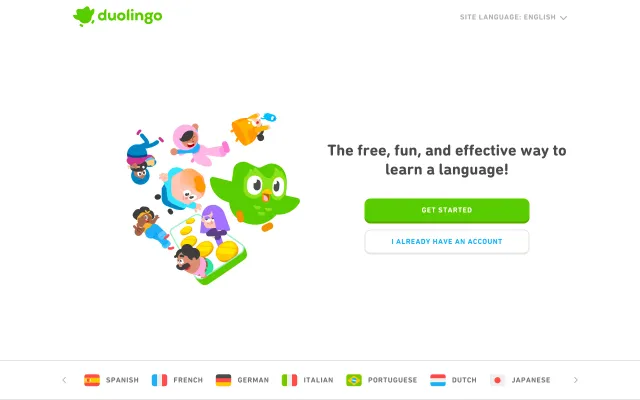 duolingo
SITE LANGUAGE: ENGLISH
The free, fun, and effective way to
learn a language!
GET STARTED
I ALREADY HAVE AN ACCOUNT
SPANISH FRENCH GERMAN ITALIAN PORTUGUESE DUTCH JAPANESE